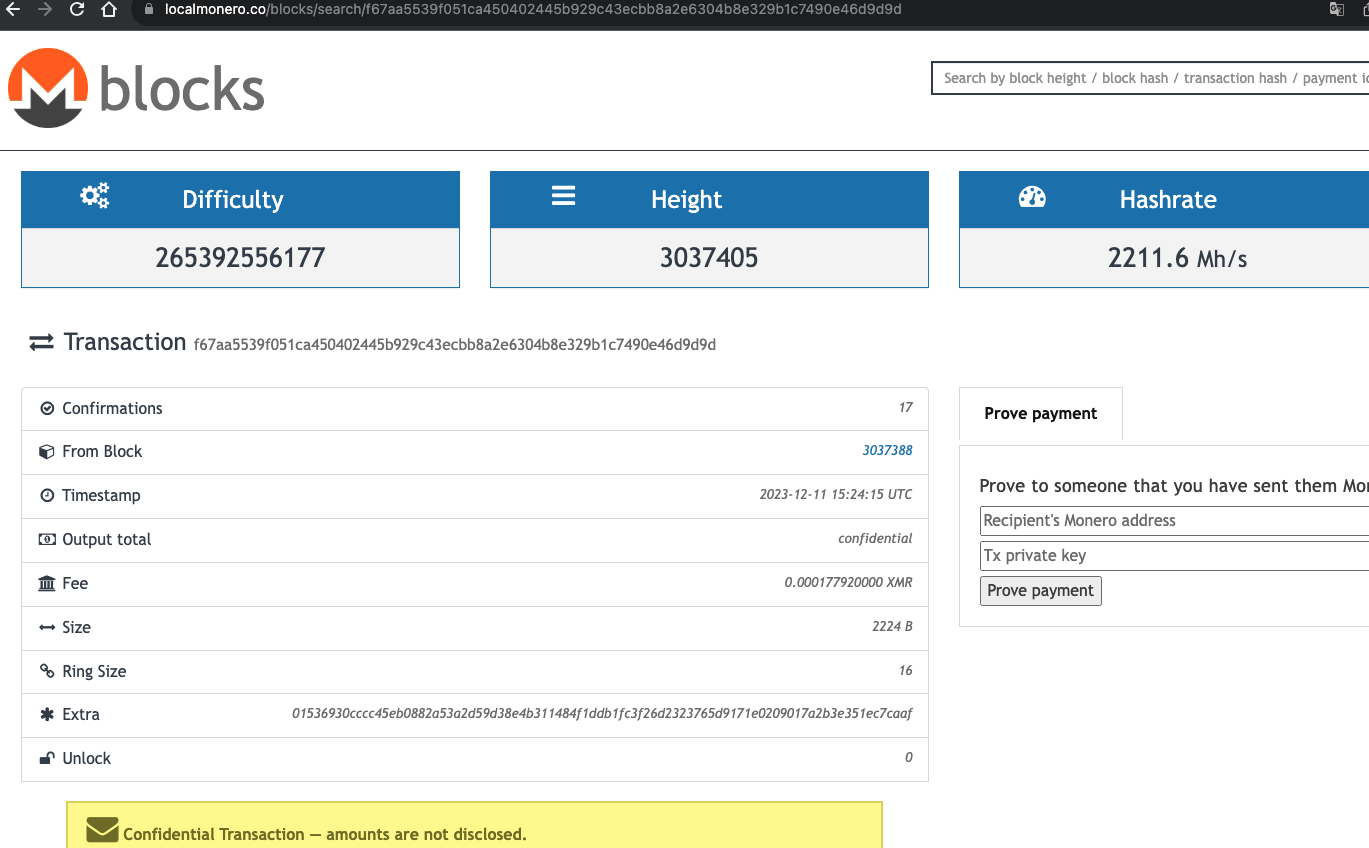 localmonero.co/blocks/search/f67aa5539f051ca450402445b929c43ecbb8a2e6304b8e329b1c7490e46d9d9d
blocks
Search by block height / block hash / transaction hash / payment
Difficulty
265392556177
Height
3037405
Hashrate
2211.6 Mh/s
Transaction f67aa5539f051ca450402445b929c43ecbb8a2e6304b8e329b1c7490e46d9d9d
Confirmations 17
From Block 3037388
Timestamp 2023-12-11 15:24:15 UTC
Output total confidential
Fee 0.000177920000 XMR
Size 2224 B
Ring Size 16
Extra 01536930cccc45eb0882a53a2d59d38e4b311484f1ddb1fc3f26d2323765d9171e0209017a2b3e351ec7caaf
Unlock 0
Prove payment
Prove to someone that you have sent them
Recipient's Monero address
Tx private key
Prove payment
Confidential Transaction — amounts are not disclosed.